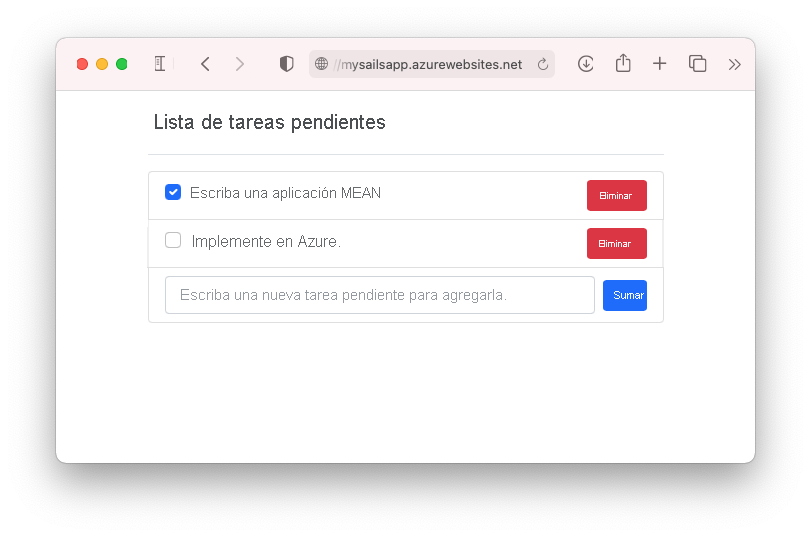 //mysailsapp.azurewebsites.net
Lista de tareas pendientes
Escriba una aplicación MEAN
Eliminar
Implemente en Azure.
Eliminar
Escriba una nueva tarea pendiente para agregarla.
Sumar